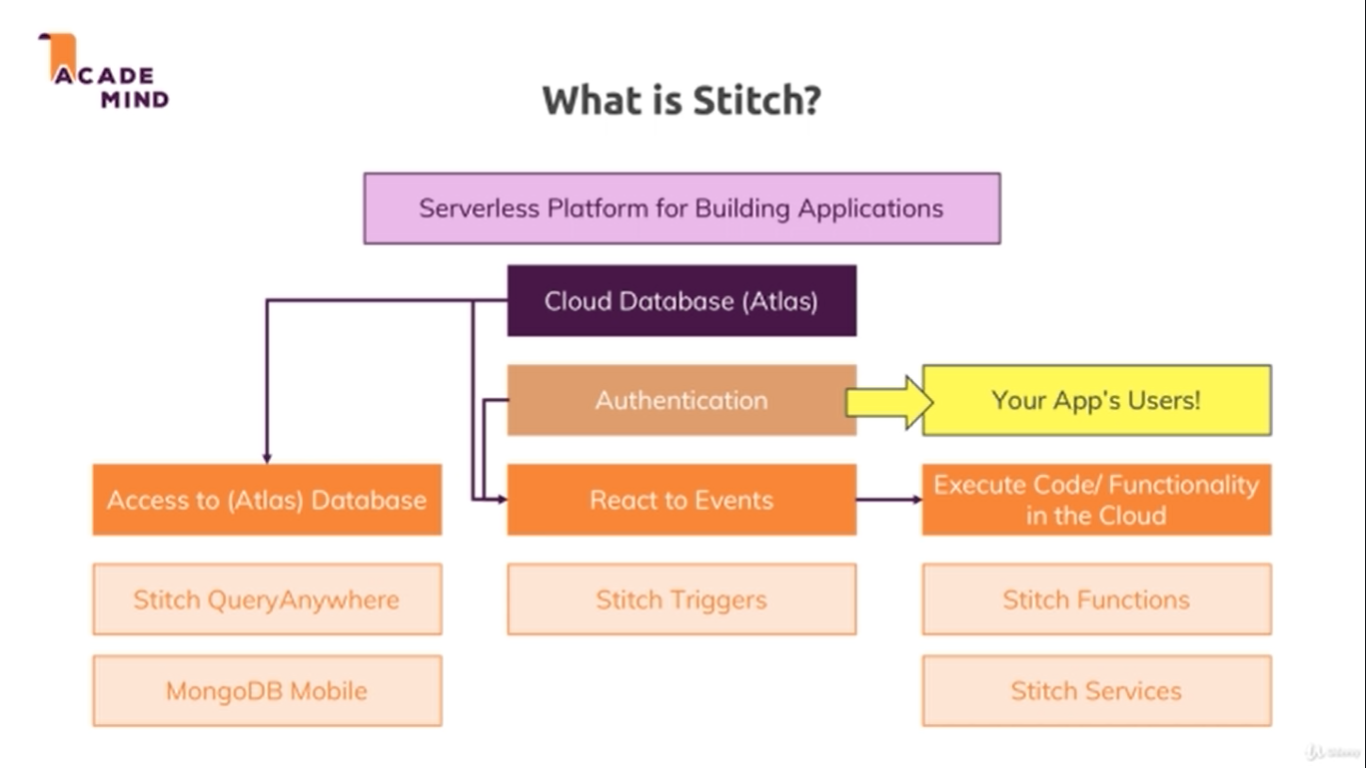 ACADE
MIND
What is Stitch?
Serverless Platform for Building Applications
Cloud Database (Atlas)
Authentication
Your App's Users!
Access to (Atlas) Database
React to Events
Execute Code/ Functionality
in the Cloud
Stitch QueryAnywhere
Stitch Triggers
Stitch Functions
MongoDB Mobile
Stitch Services
Udemy